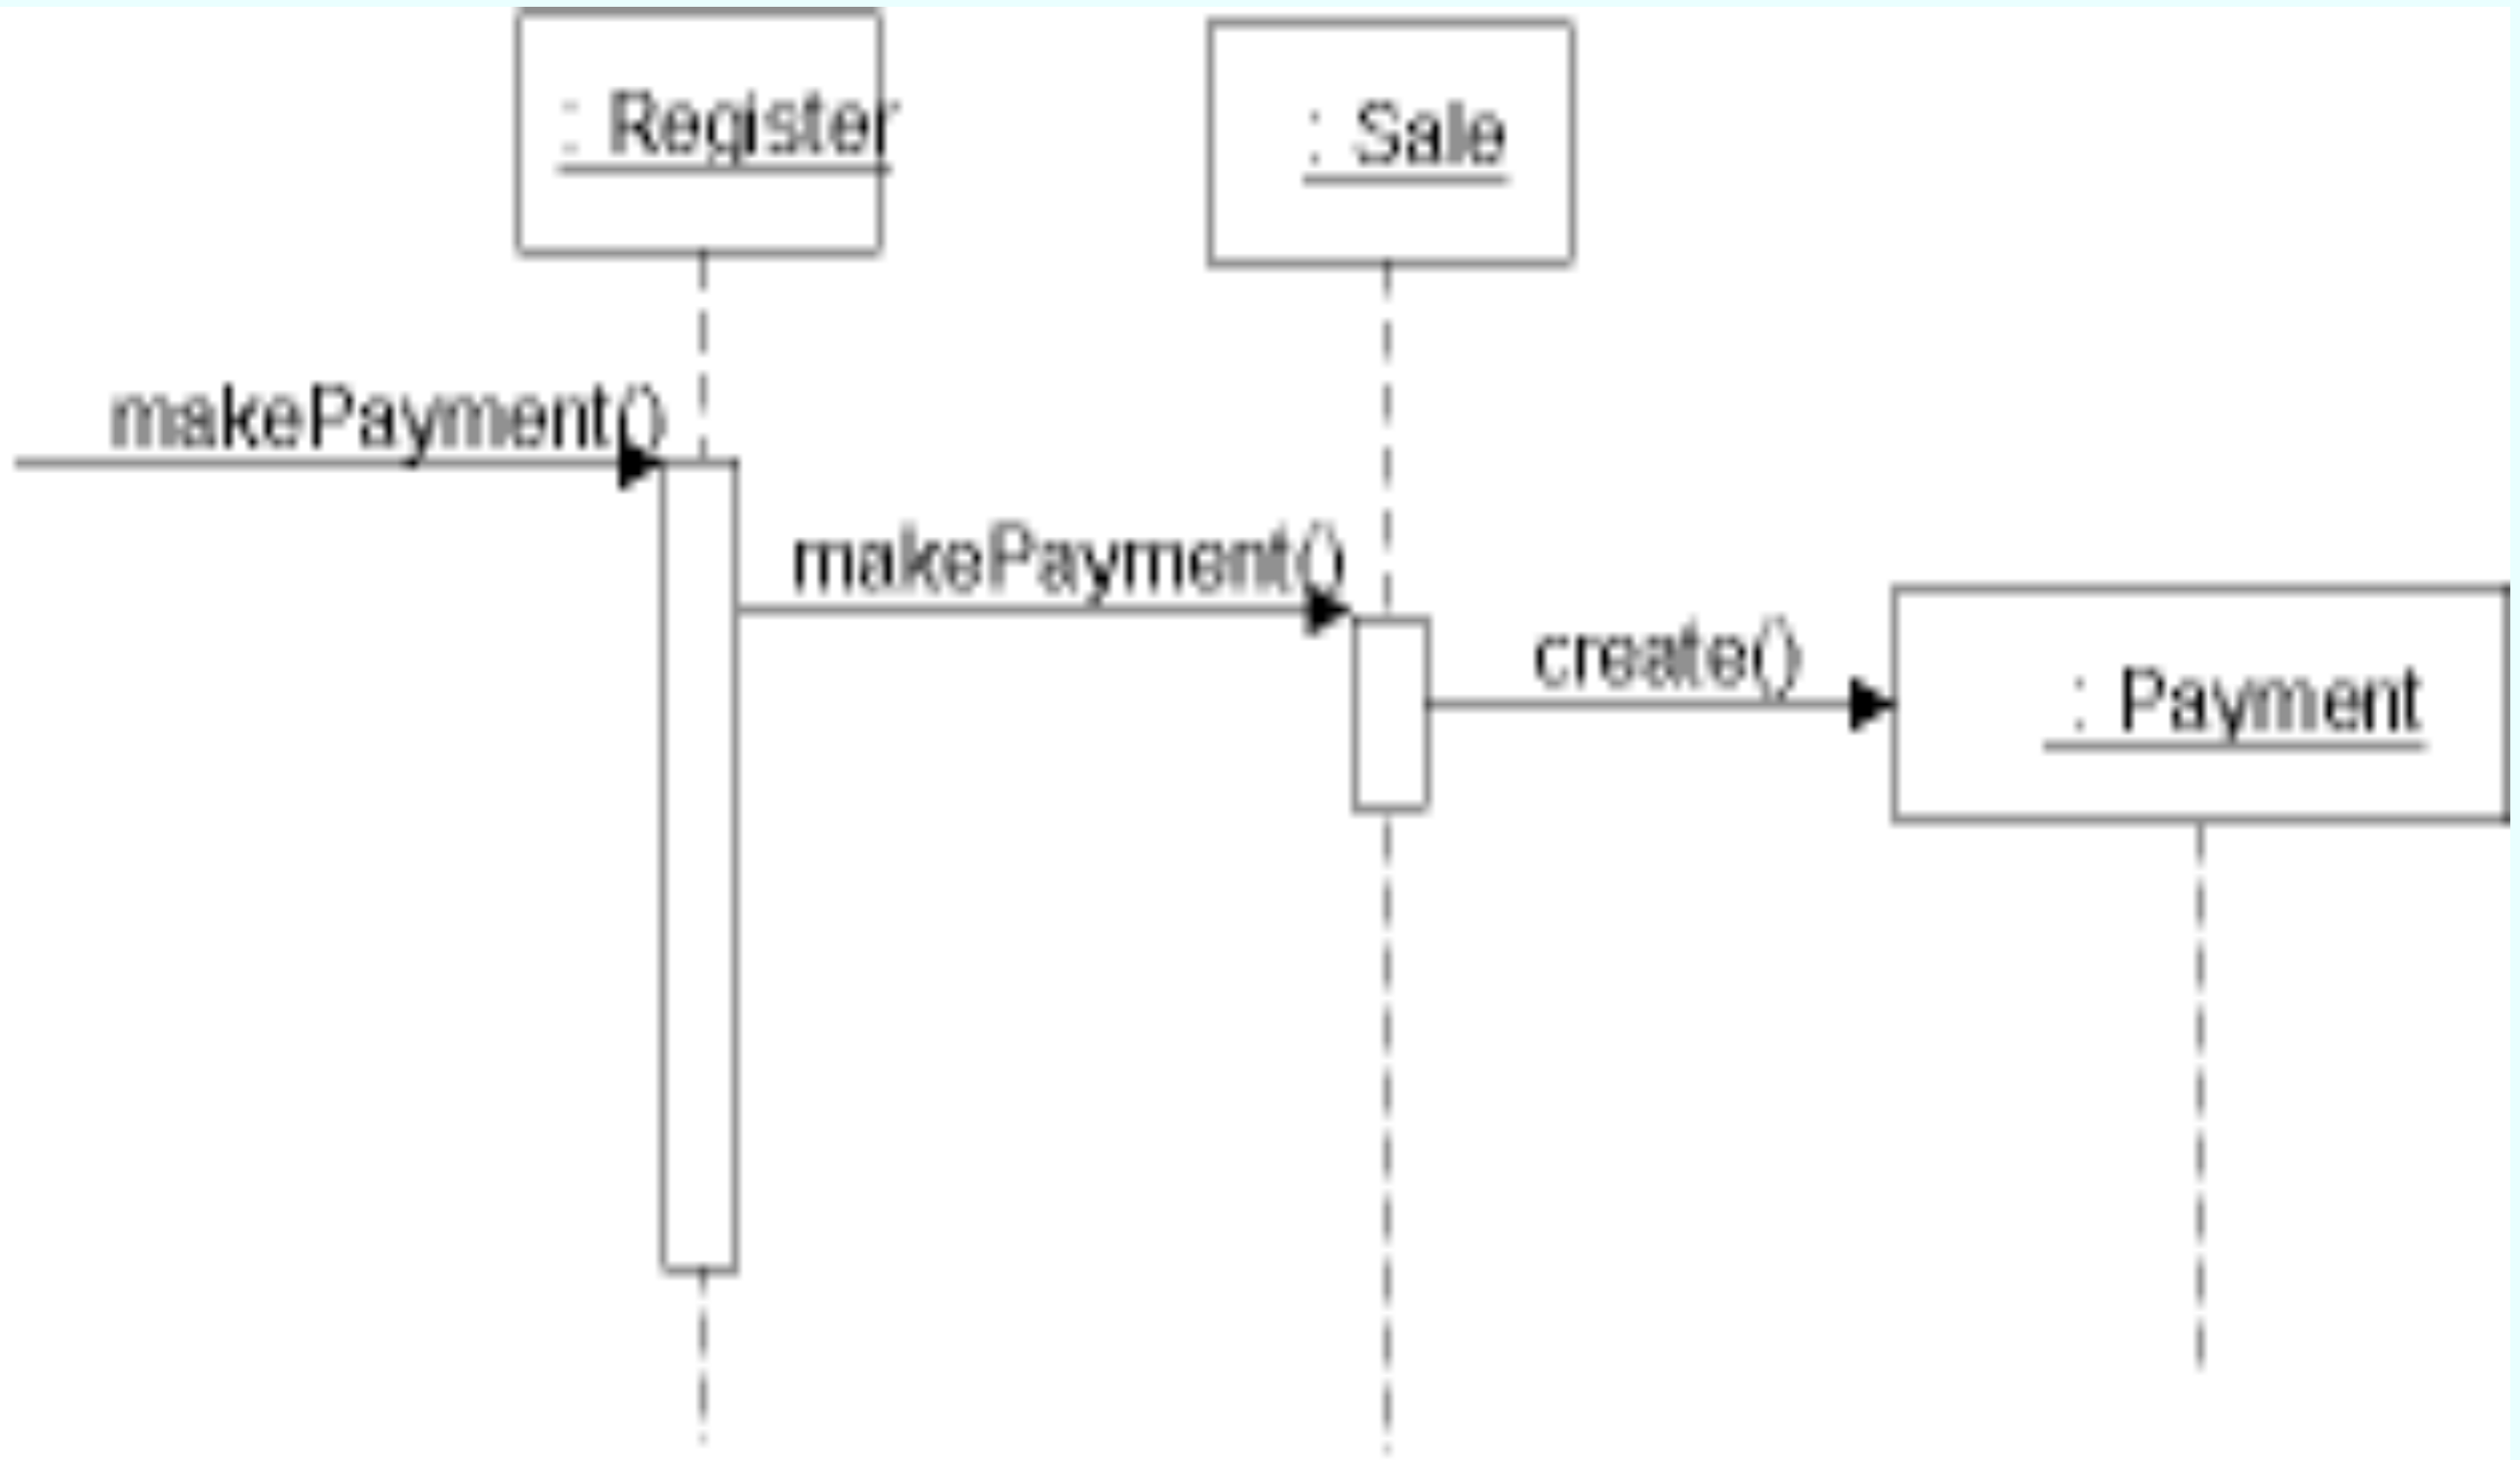 : Register
: Sale
makePayment()
makePayment()
create()
: Payment